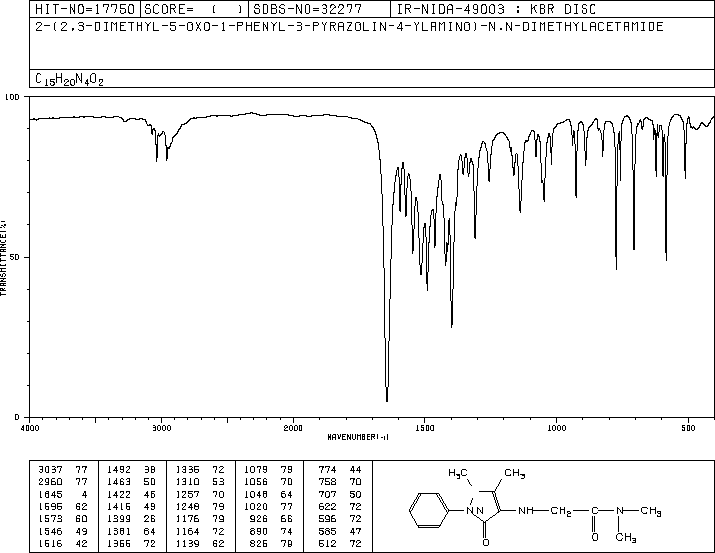 HIT-NO=17750 SCORE= ( ) SDBS-NO=32277 IR-NIDA-49003 : KBR DISC
2-(2,3-DIMETHYL-5-OXO-1-PHENYL-3-PYRAZOLIN-4-YLAMINO)-N,N-DIMETHYLACETAMIDE
C15H20N4O2
100
50
0
TRANSMITTANCE(%)
4000 3000 2000 1500 1000 500
WAVENUMBER(-1)
3037 77 1492 38 1336 72 1079 79 774 44
2960 77 1463 50 1310 53 1056 70 758 70
1645 4 1422 46 1257 70 1048 64 707 50
1595 62 1416 49 1248 79 1020 77 622 72
1573 60 1399 26 1176 79 926 66 596 72
1546 49 1381 64 1164 72 890 74 585 47
1516 42 1355 72 1139 62 826 79 512 72
H3C CH3
N N NH CH2 N CH3
O O CH3